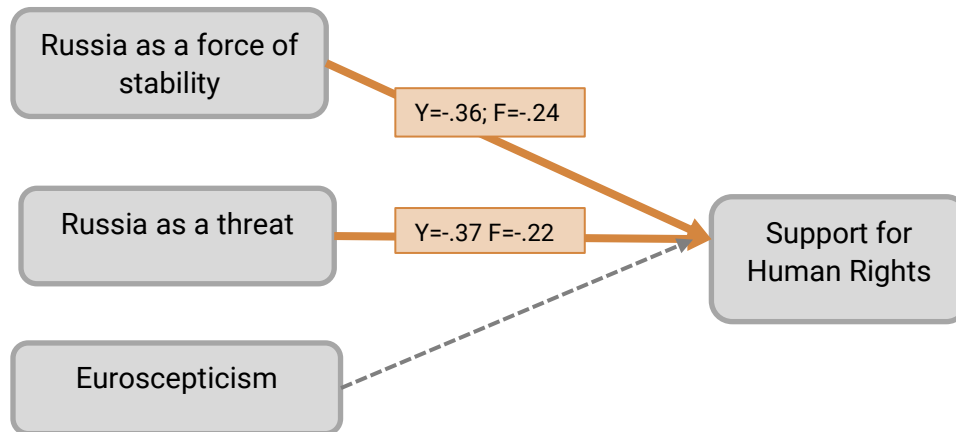 Russia as a force of
stability
Y=-.36; F=-.24
Russia as a threat
Y=-.37 F=-.22
Support for
Human Rights
Euroscepticism